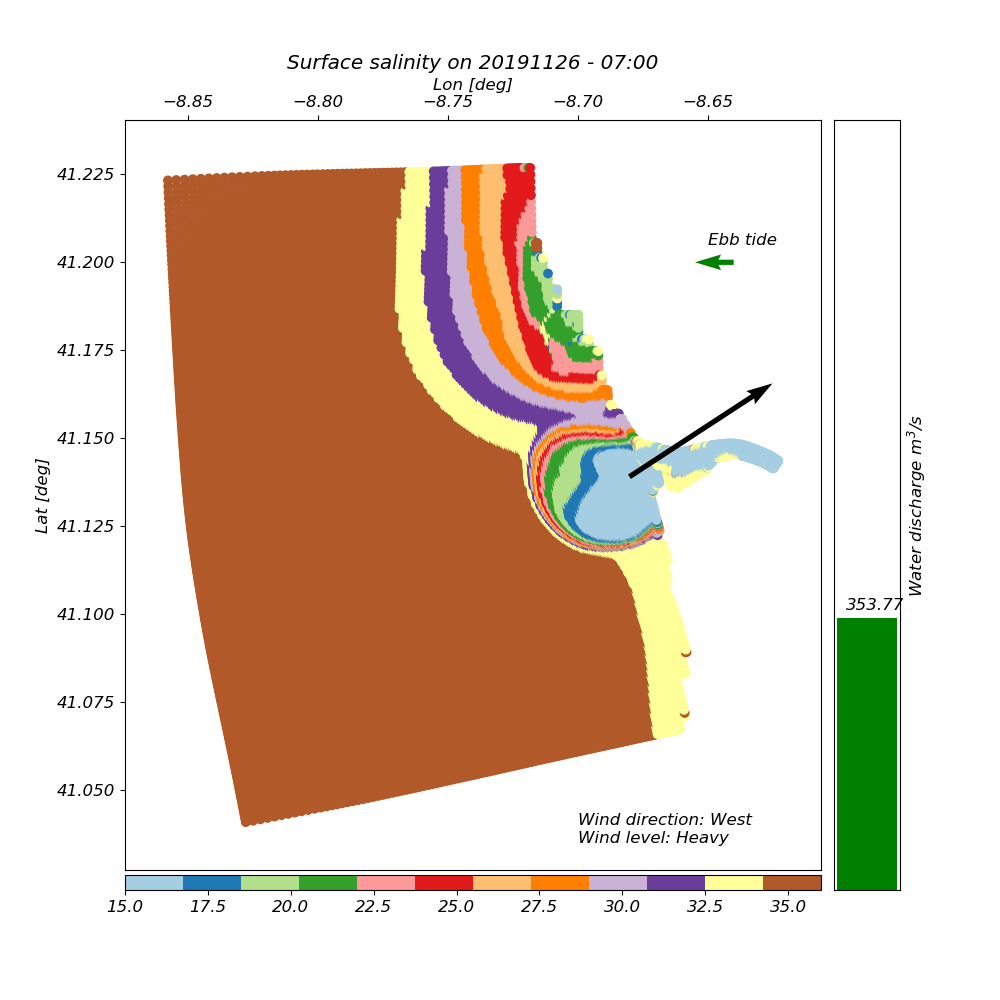 Surface salinity on 20191126 - 07:00
Lon [deg]
−8.85 −8.80 −8.75 −8.70 −8.65
41.225
41.200
41.175
41.150
41.125
41.100
41.075
41.050
Lat [deg]
Ebb tide
Wind direction: West
Wind level: Heavy
353.77
Water discharge m³/s
15.0 17.5 20.0 22.5 25.0 27.5 30.0 32.5 35.0